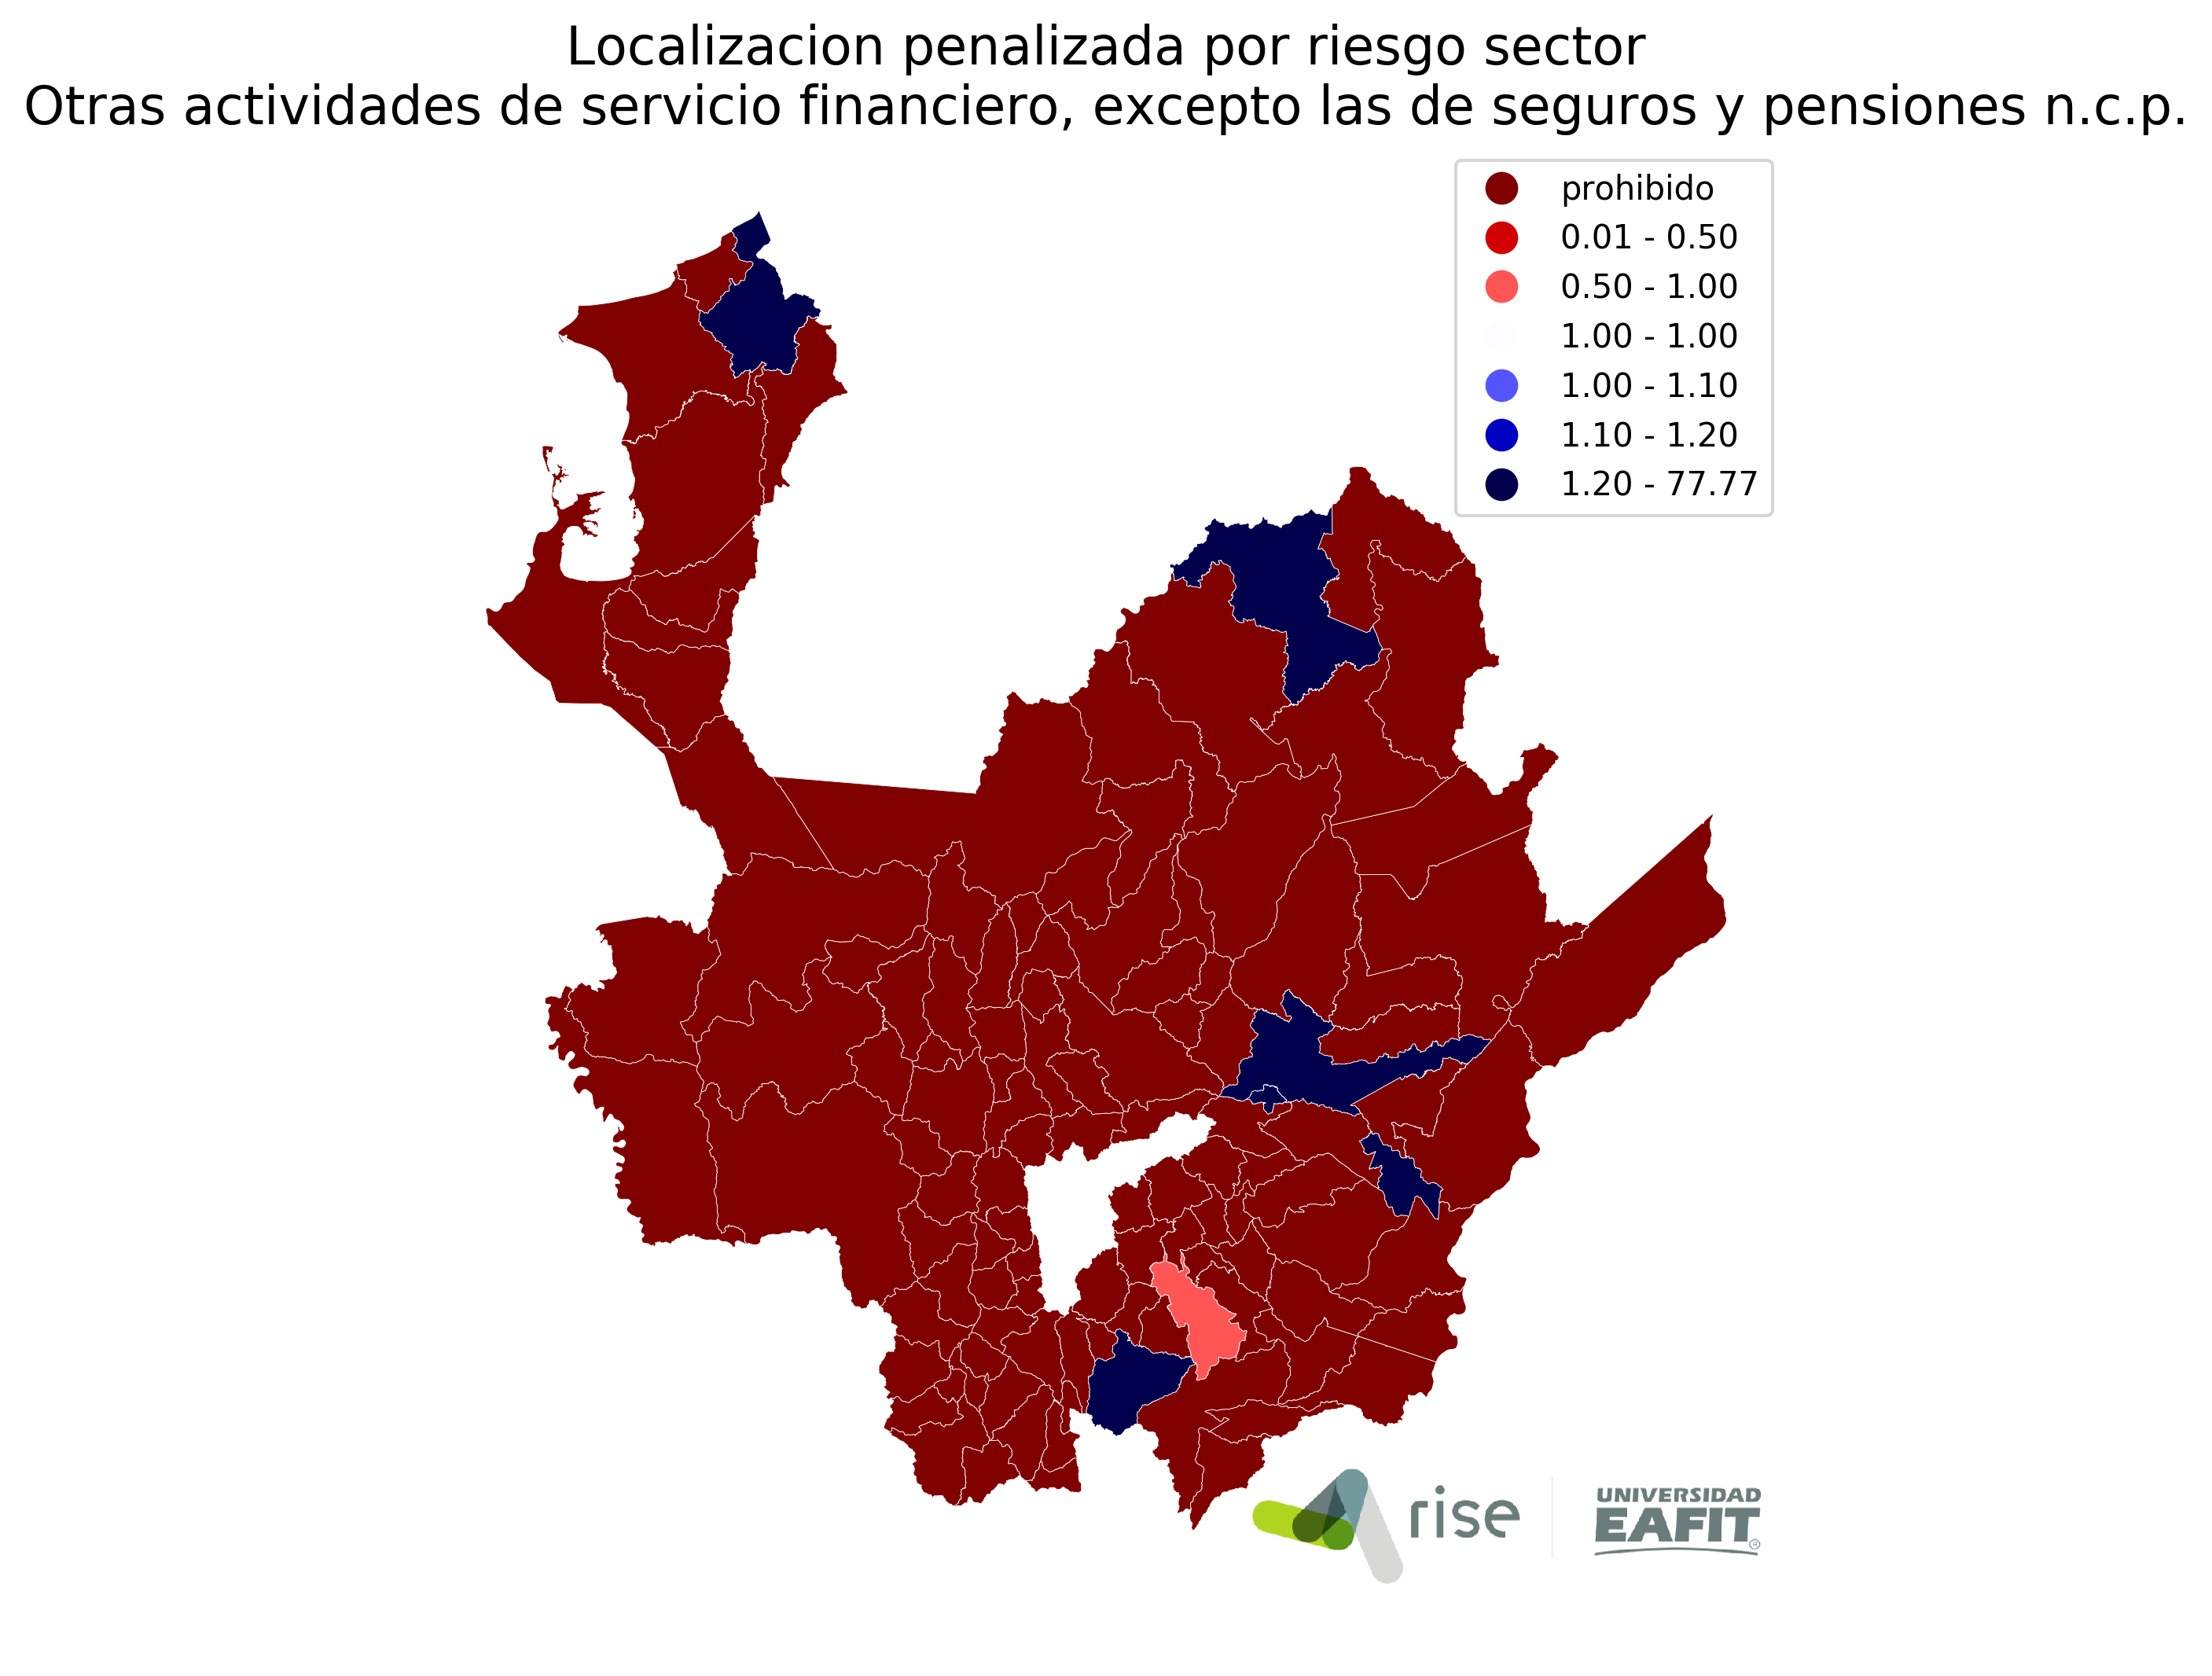 Localizacion penalizada por riesgo sector
Otras actividades de servicio financiero, excepto las de seguros y pensiones n.c.p.
prohibido
0.01 - 0.50
0.50 - 1.00
1.00 - 1.00
1.00 - 1.10
1.10 - 1.20
1.20 - 77.77
rise
UNIVERSIDAD
EAFIT®